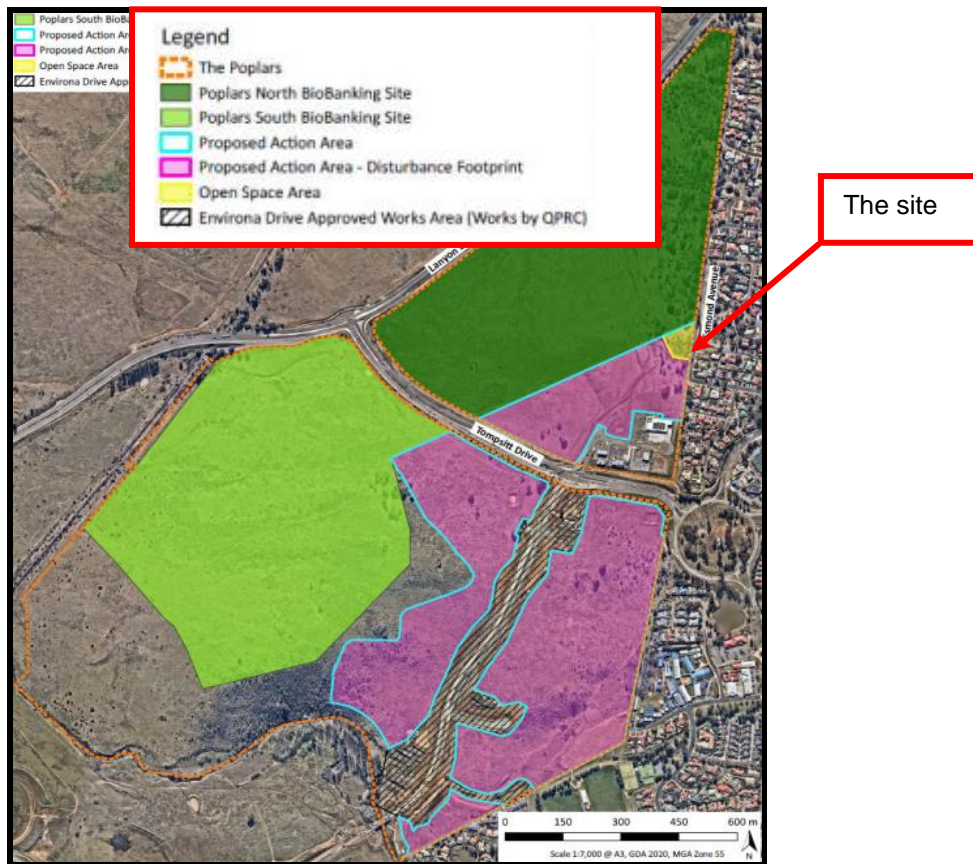 Poplars South BioBa
Proposed Action Ar
Proposed Action Ar
Open Space Area
Environa Drive App
Legend
The Poplars
Poplars North BioBanking Site
Poplars South BioBanking Site
Proposed Action Area
Proposed Action Area - Disturbance Footprint
Open Space Area
Environa Drive Approved Works Area (Works by QPRC)
The site
Lanyon
smond Avenue
Tompsitt Drive
0 150 300 450 600 m
Scale 1:7,000 @ A3, GDA 2020, MGA Zone 55
N